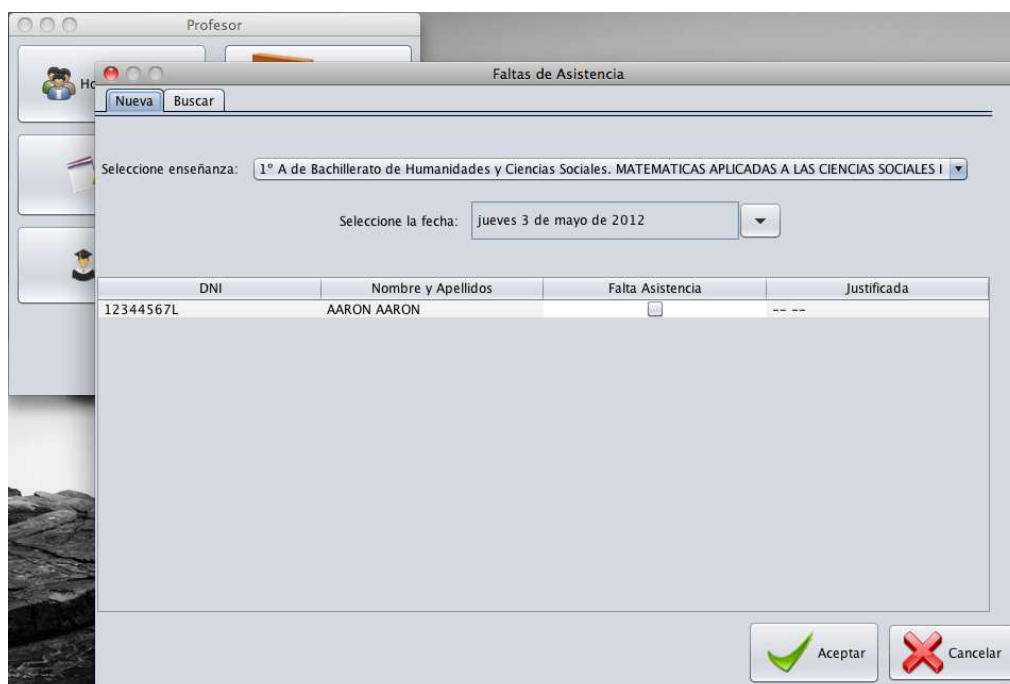 Profesor
Faltas de Asistencia
Nueva Buscar
Seleccione enseñanza: 1º A de Bachillerato de Humanidades y Ciencias Sociales. MATEMATICAS APLICADAS A LAS CIENCIAS SOCIALES I
Seleccione la fecha: jueves 3 de mayo de 2012
DNI Nombre y Apellidos Falta Asistencia Justificada
12344567L AARON AARON -- --
Aceptar Cancelar